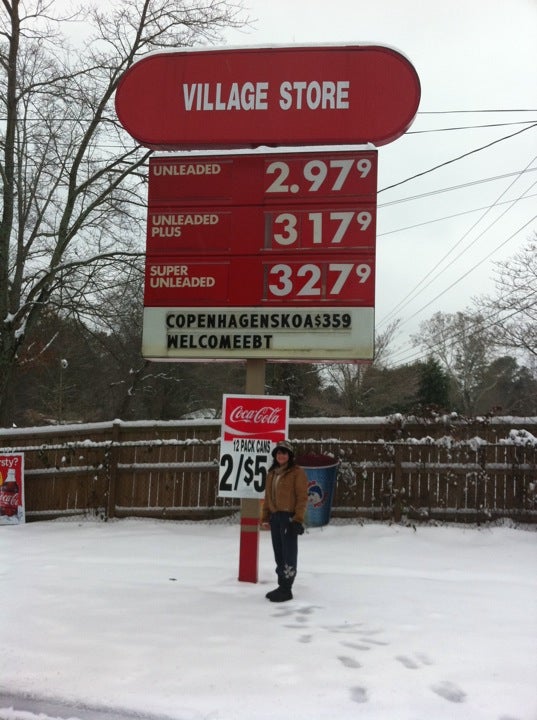 VILLAGE STORE
UNLEADED 2.97 9
UNLEADED PLUS 3 17 9
SUPER UNLEADED 3 27 9
COPENHAGENSKOA$359
WELCOMEEBT
Coca-Cola
12 PACK CANS
2/$5
rsty?